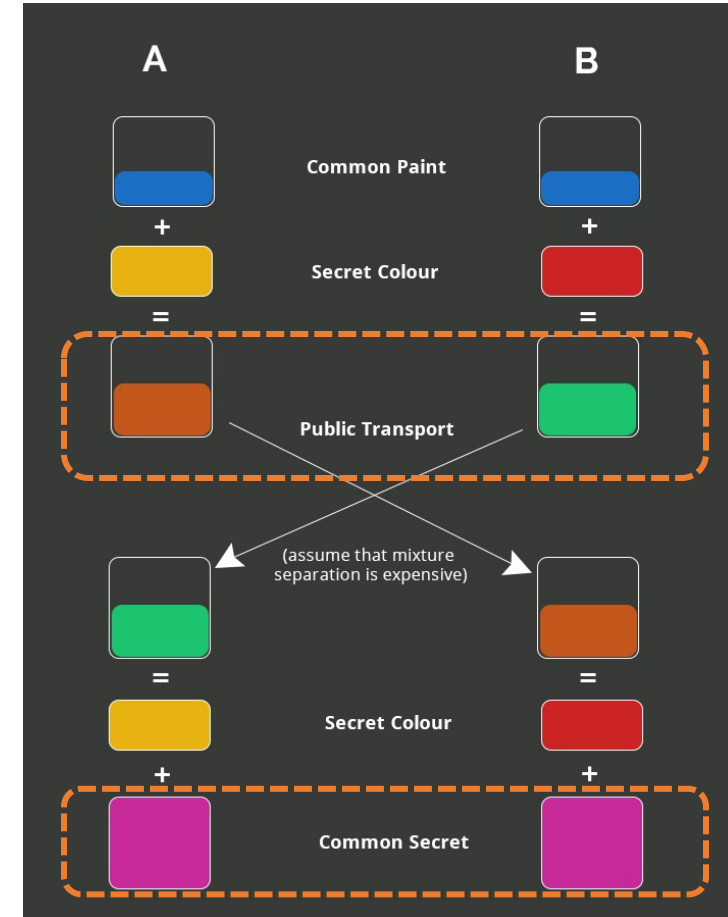 A B
Common Paint
+ +
Secret Colour
= =
Public Transport
(assume that mixture
separation is expensive)
= =
Secret Colour
+ +
Common Secret